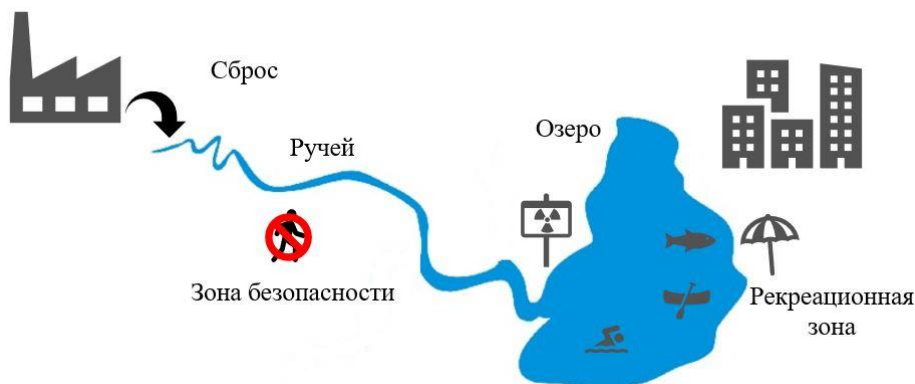 Сброс
Ручей
Озеро
Зона безопасности
Рекреационная
зона